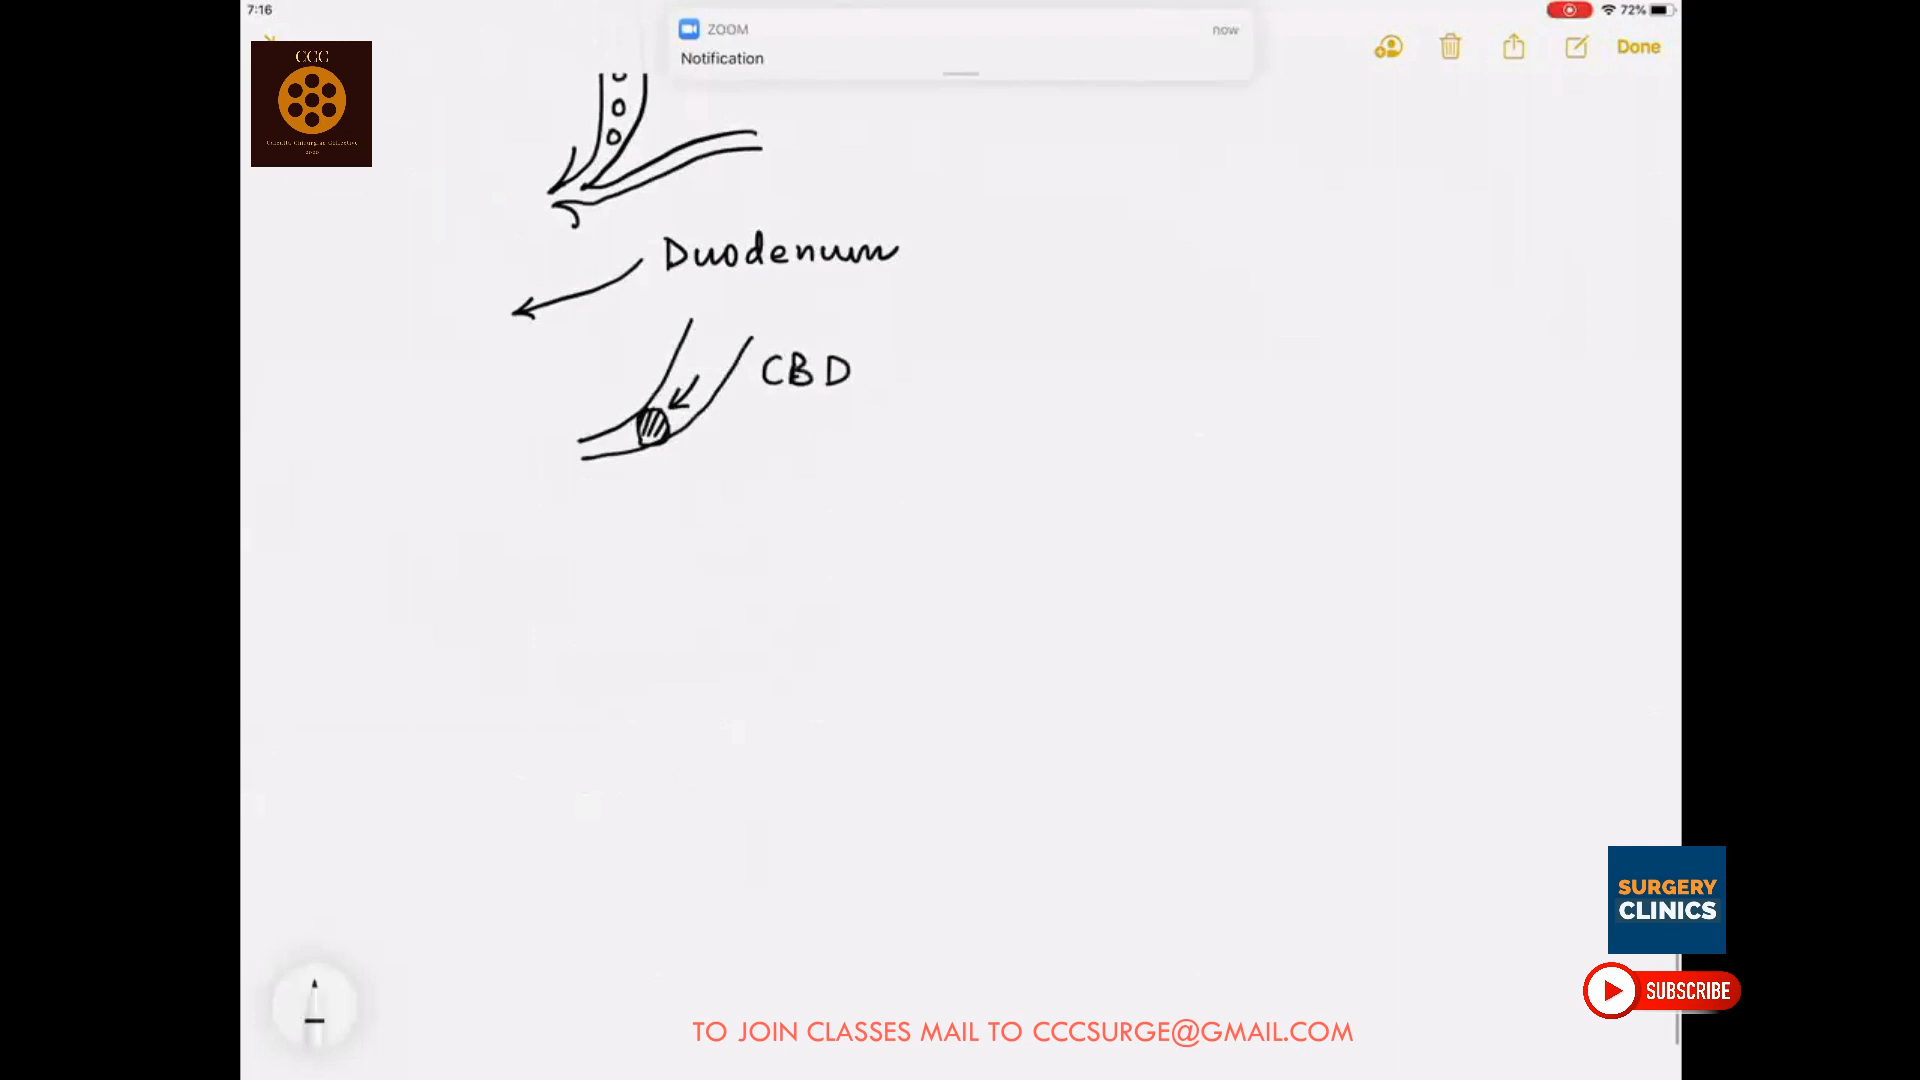 7:16
ZOOM now
72%
Notification
Done
CCC
2020
Duodenum
CBD
SURGERY
CLINICS
SUBSCRIBE
TO JOIN CLASSES MAIL TO CCCSURGE@GMAIL.COM